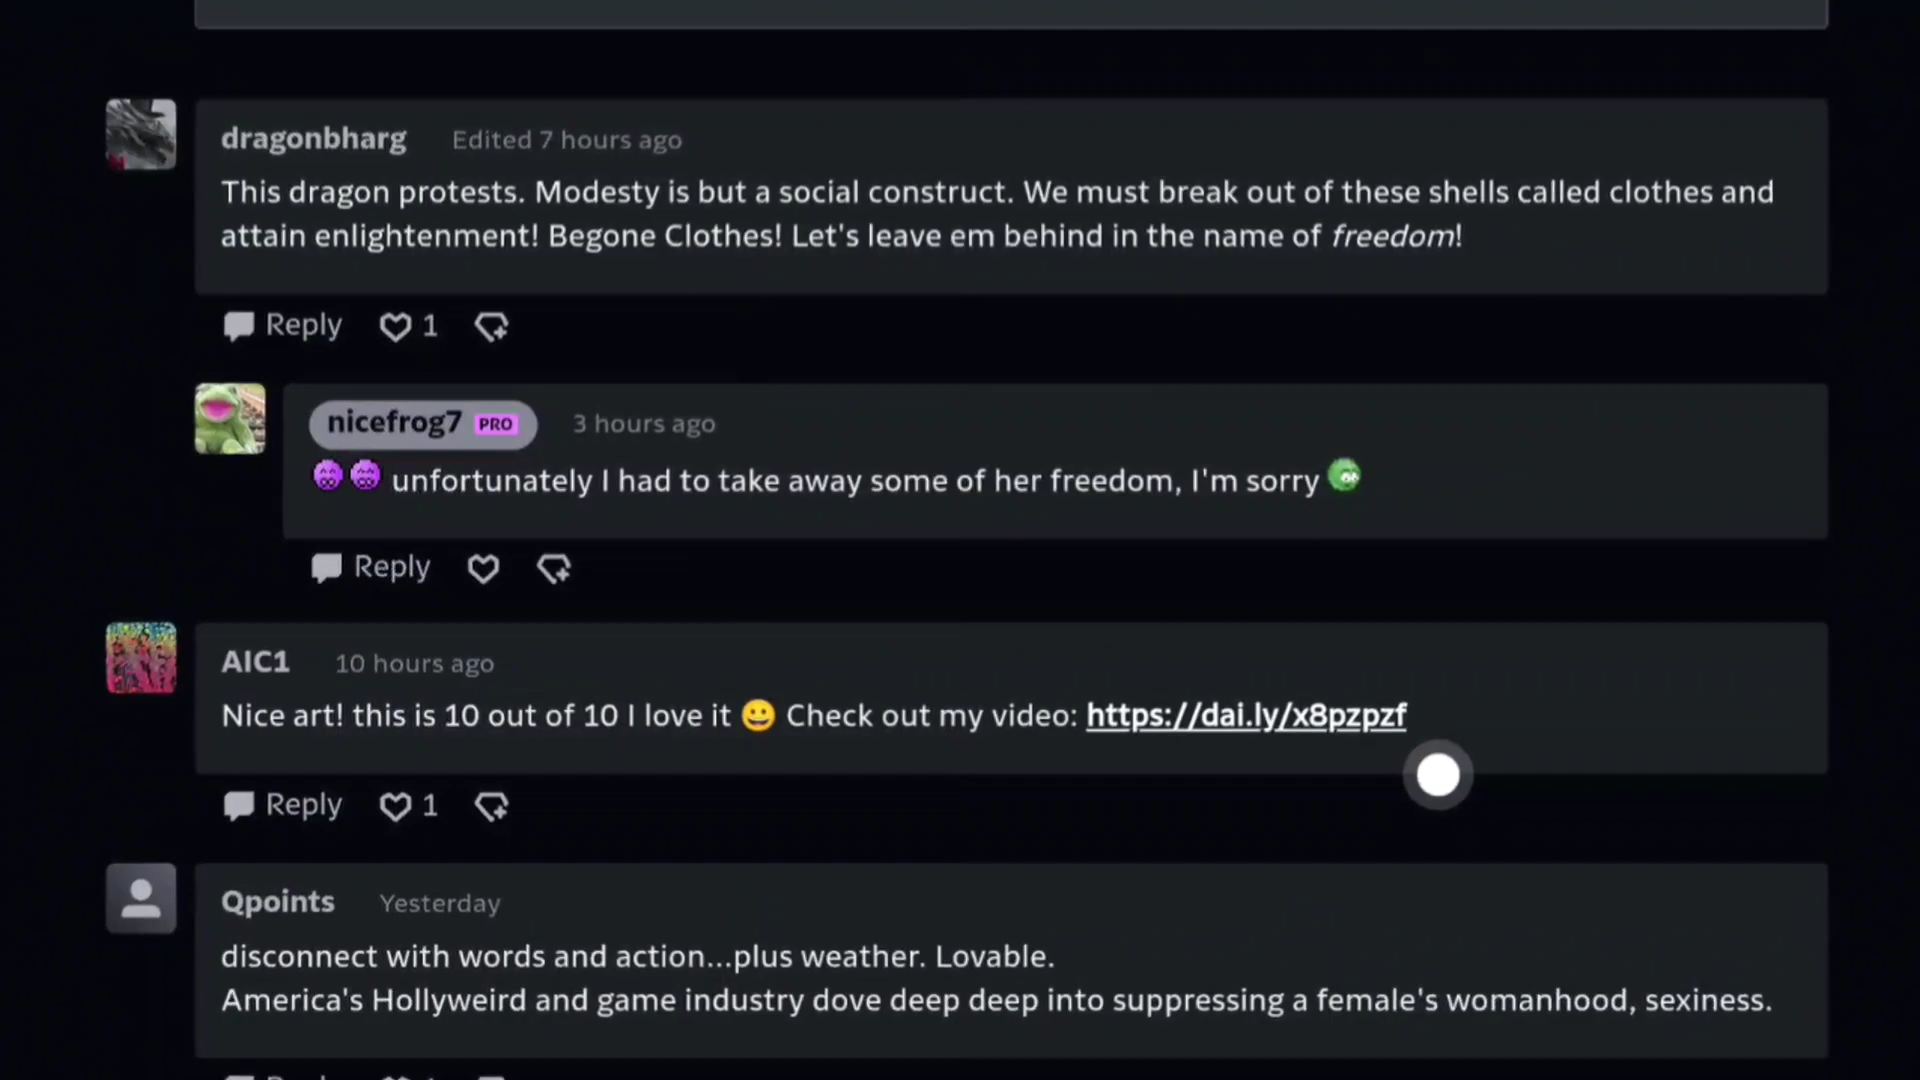 dragonbharg Edited 7 hours ago
This dragon protests. Modesty is but a social construct. We must break out of these shells called clothes and
attain enlightenment! Begone Clothes! Let's leave em behind in the name of freedom!
Reply 1
nicefrog7 PRO 3 hours ago
unfortunately I had to take away some of her freedom, I'm sorry
Reply
AIC1 10 hours ago
Nice art! this is 10 out of 10 I love it 😀 Check out my video: https://dai.ly/x8pzpzf
Reply 1
Qpoints Yesterday
disconnect with words and action...plus weather. Lovable.
America's Hollyweird and game industry dove deep deep into suppressing a female's womanhood, sexiness.